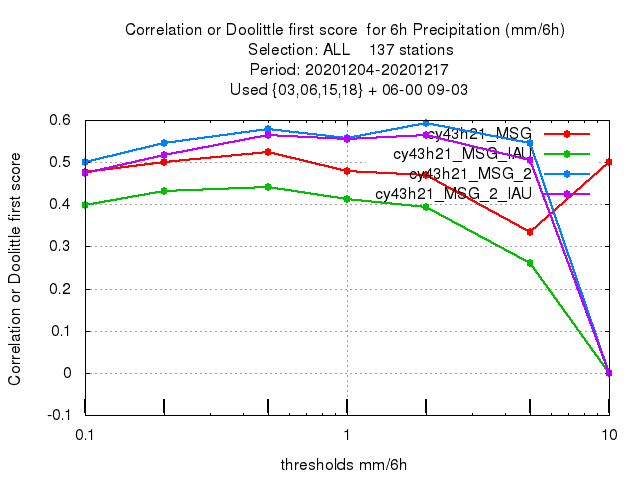 Correlation or Doolittle first score  for 6h Precipitation (mm/6h)
Selection: ALL    137 stations
Period: 20201204-20201217
Used {03,06,15,18} + 06-00 09-03
cy43h21_MSG
cy43h21_MSG_IAU
cy43h21_MSG_2
cy43h21_MSG_2_IAU
Correlation or Doolittle first score
0.6
0.5
0.4
0.3
0.2
0.1
0
-0.1
0.1 1 10
thresholds mm/6h